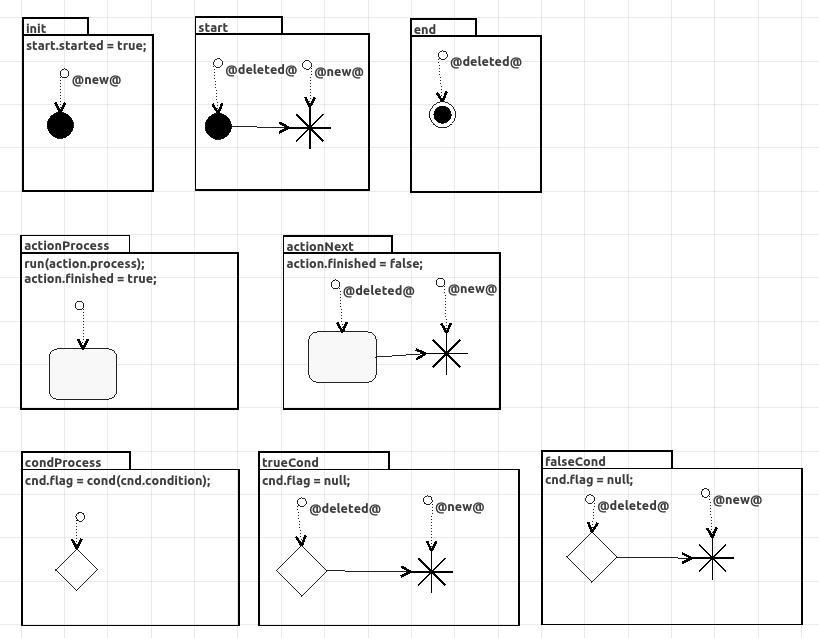 init
start.started = true;
@new@
start
@deleted@
@new@
end
@deleted@
actionProcess
run(action.process);
action.finished = true;
actionNext
action.finished = false;
@deleted@
@new@
condProcess
cnd.flag = cond(cnd.condition);
trueCond
cnd.flag = null;
@deleted@
@new@
falseCond
cnd.flag = null;
@deleted@
@new@